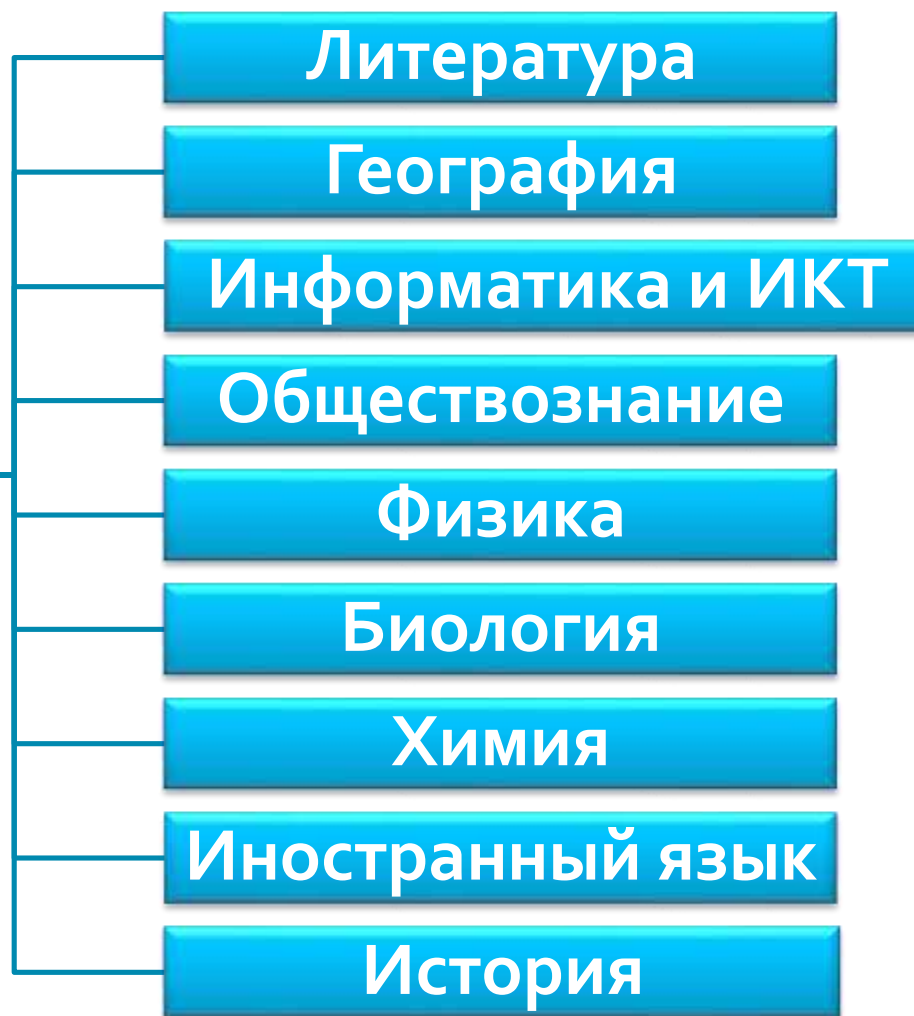 Литература
География
Информатика и ИКТ
Обществознание
Физика
Биология
Химия
Иностранный язык
История